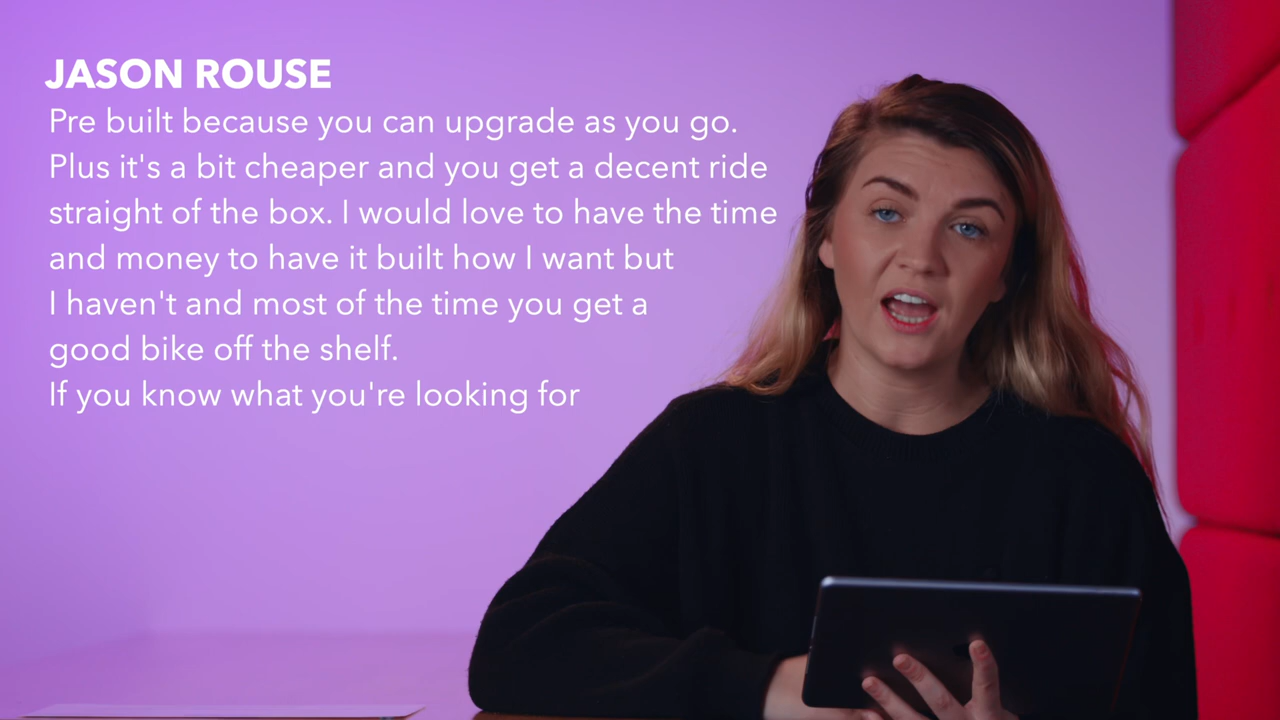 JASON ROUSE
Pre built because you can upgrade as you go.
Plus it's a bit cheaper and you get a decent ride
straight of the box. I would love to have the time
and money to have it built how I want but
I haven't and most of the time you get a
good bike off the shelf.
If you know what you're looking for